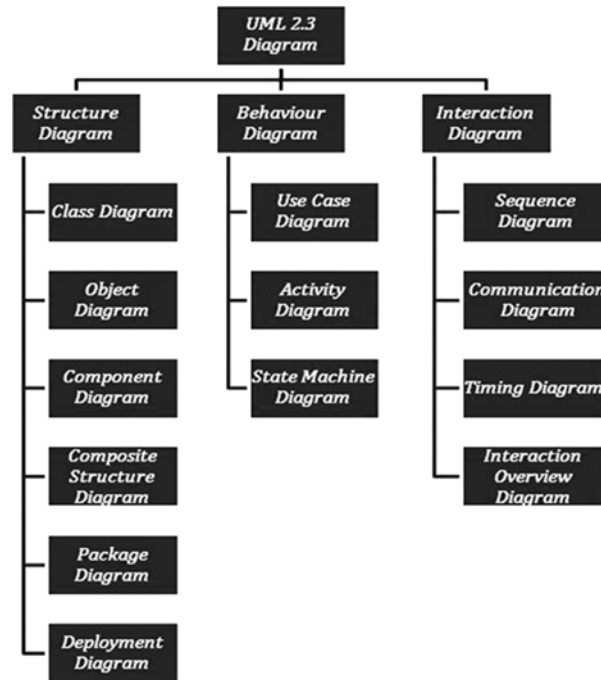 UML 2.3
Diagram
Structure
Diagram
Behaviour
Diagram
Interaction
Diagram
Class Diagram
Object
Diagram
Component
Diagram
Composite
Structure
Diagram
Package
Diagram
Deployment
Diagram
Use Case
Diagram
Activity
Diagram
State Machine
Diagram
Sequence
Diagram
Communication
Diagram
Timing Diagram
Interaction
Overview
Diagram